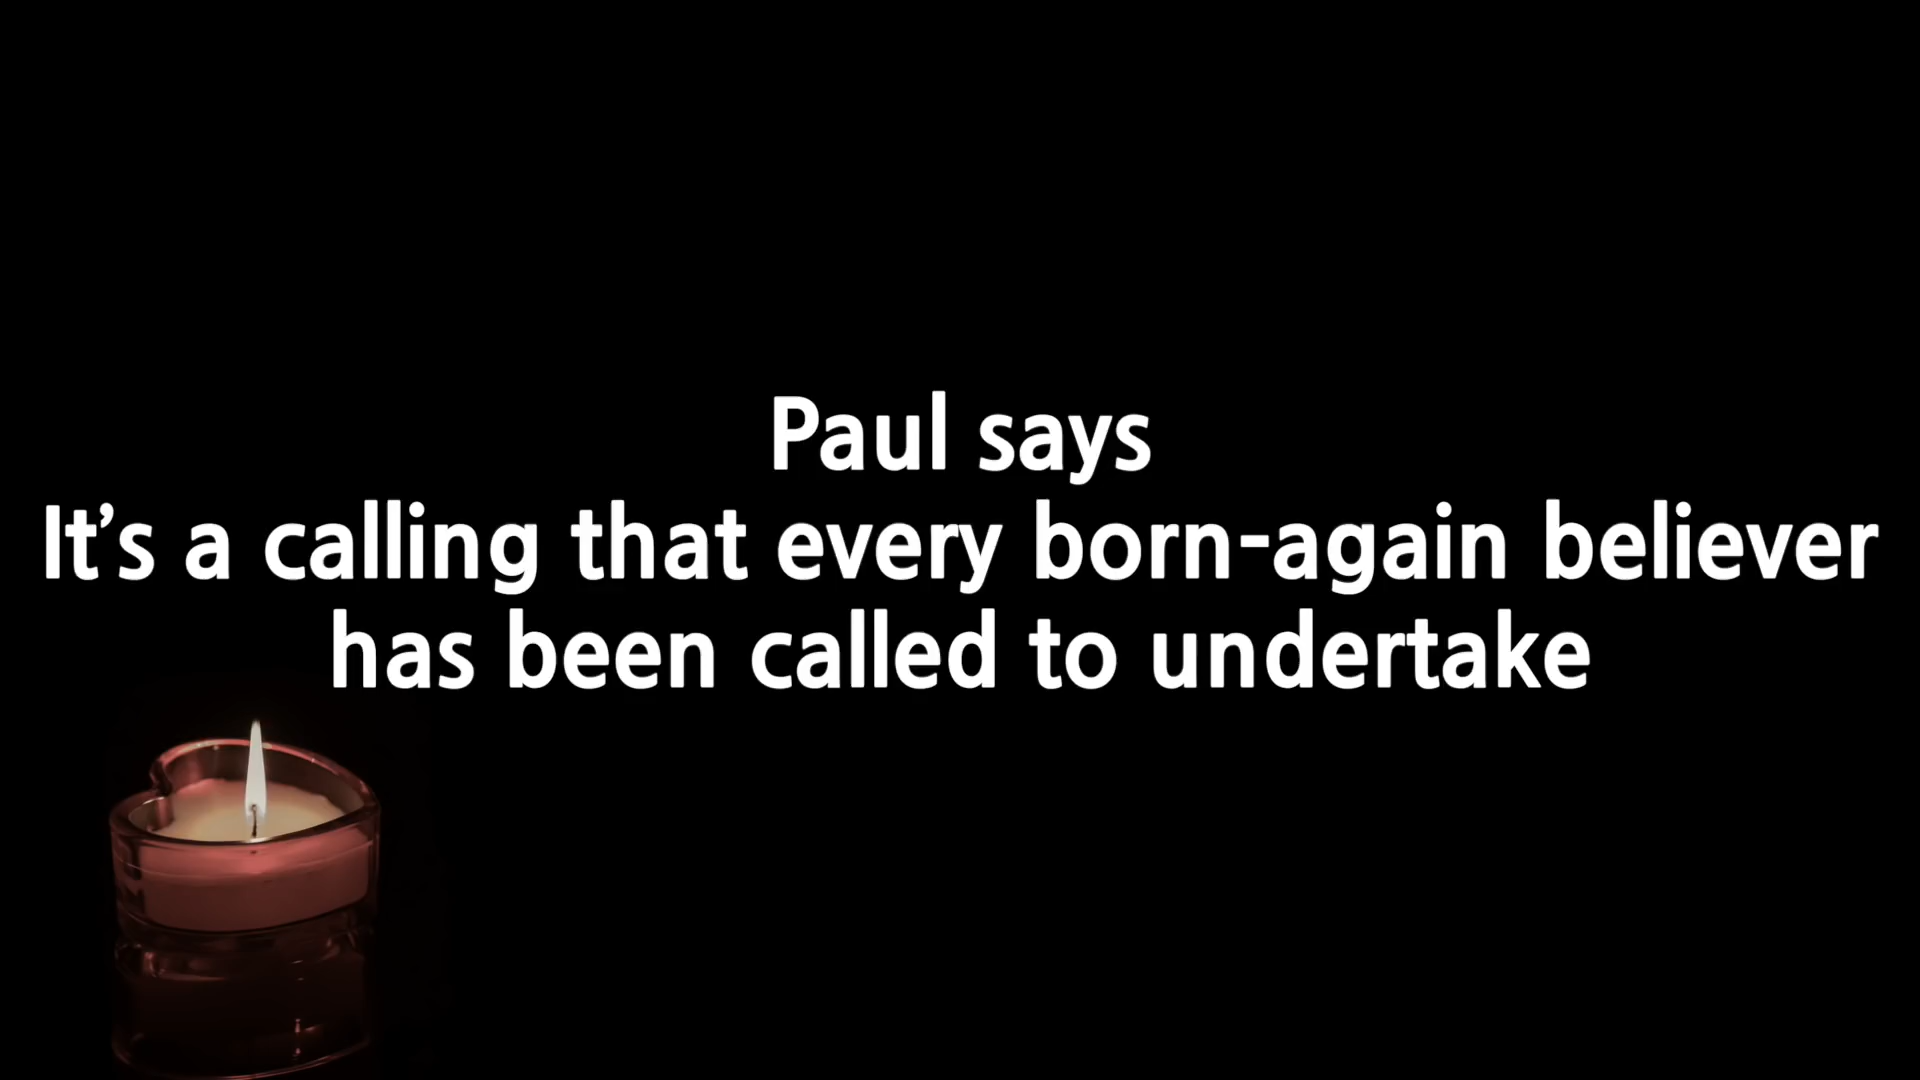 Paul says
It’s a calling that every born-again believer
has been called to undertake